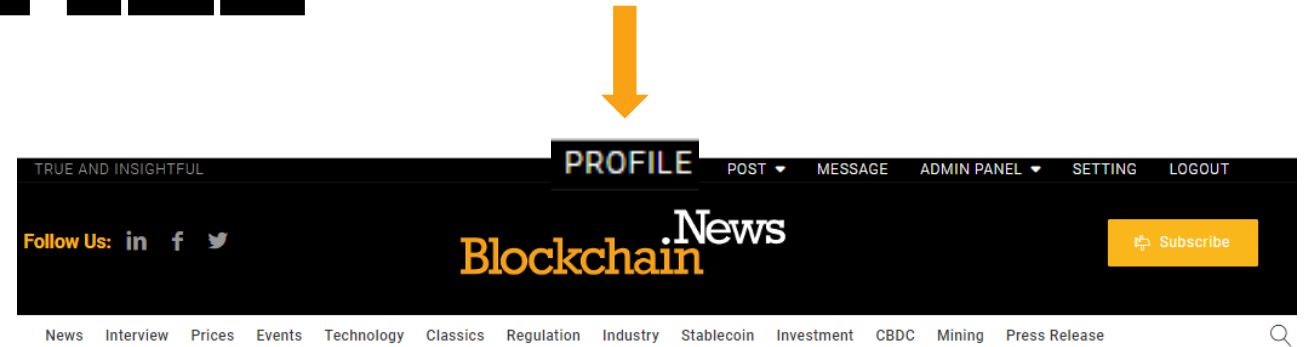 TRUE AND INSIGHTFUL PROFILE POST MESSAGE ADMIN PANEL SETTING LOGOUT
Follow Us: in f Blockchain.News Subscribe
News Interview Prices Events Technology Classics Regulation Industry Stablecoin Investment CBDC Mining Press Release